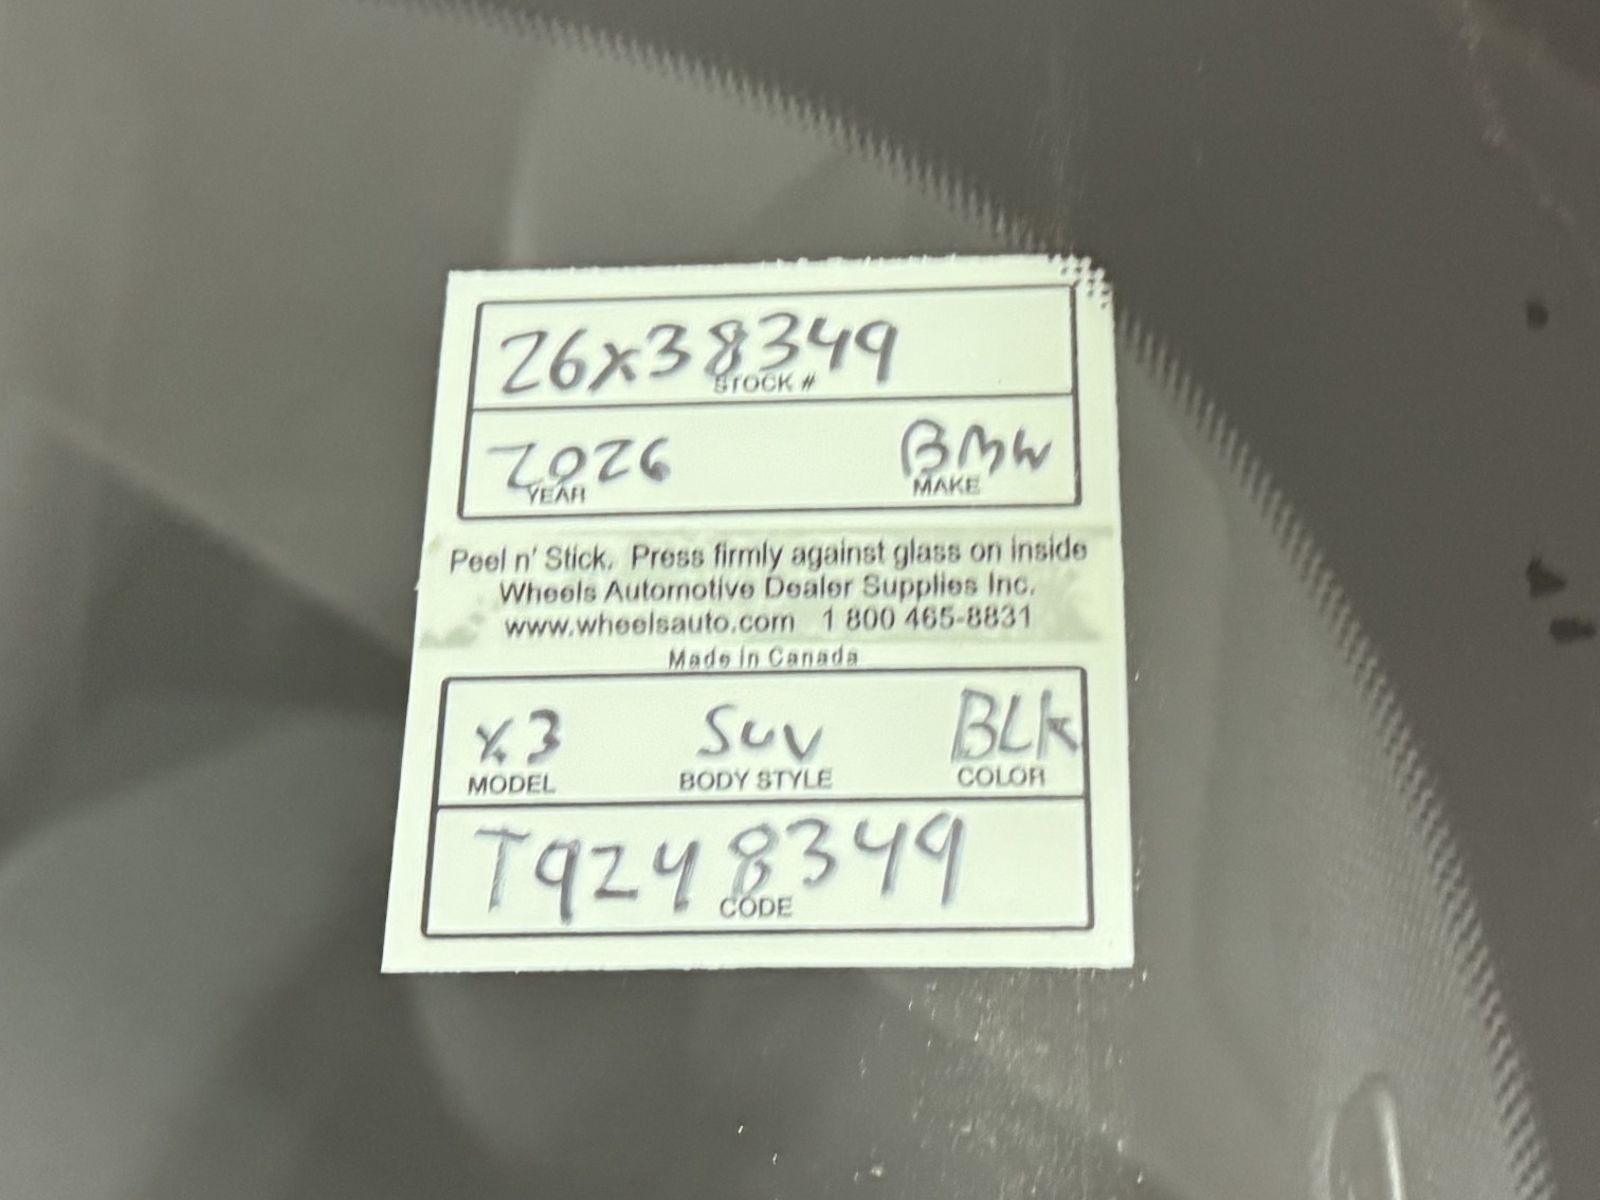 26X38349
STOCK #
2026 BMW
YEAR MAKE
Peel n' Stick. Press firmly against glass on inside
Wheels Automotive Dealer Supplies Inc.
www.wheelsauto.com 1 800 465-8831
Made in Canada
X3 SUV BLK
MODEL BODY STYLE COLOR
T9248349
CODE